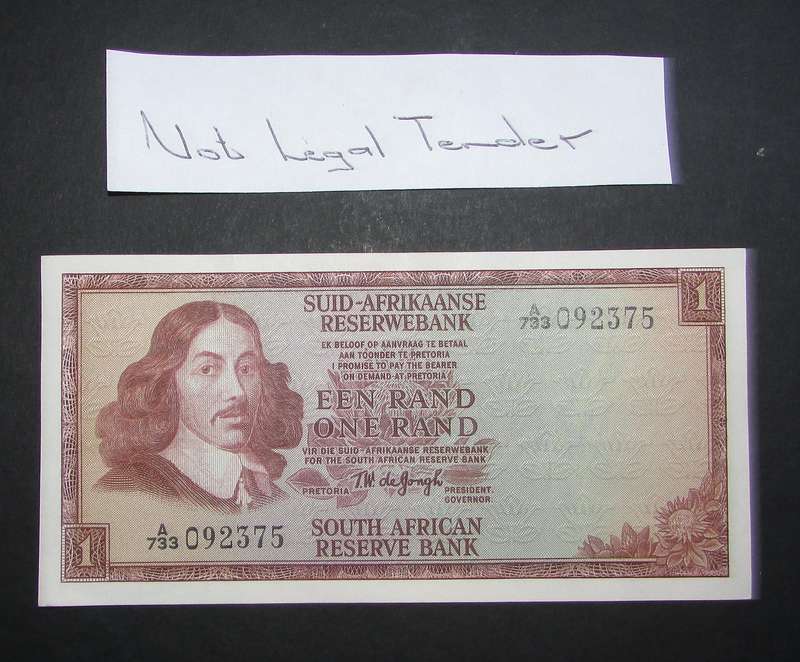 Not Legal Tender
SUID-AFRIKAANSE
RESERWEBANK
A/733 092375
1
EK BELOOF OP AANVRAAG TE BETAAL
AAN TOONDER TE PRETORIA
I PROMISE TO PAY THE BEARER
ON DEMAND AT PRETORIA
EEN RAND
ONE RAND
VIR DIE SUID-AFRIKAANSE RESERWEBANK
FOR THE SOUTH AFRICAN RESERVE BANK
T.W. de Jongh
PRETORIA PRESIDENT.
GOVERNOR.
1
A/733 092375
SOUTH AFRICAN
RESERVE BANK